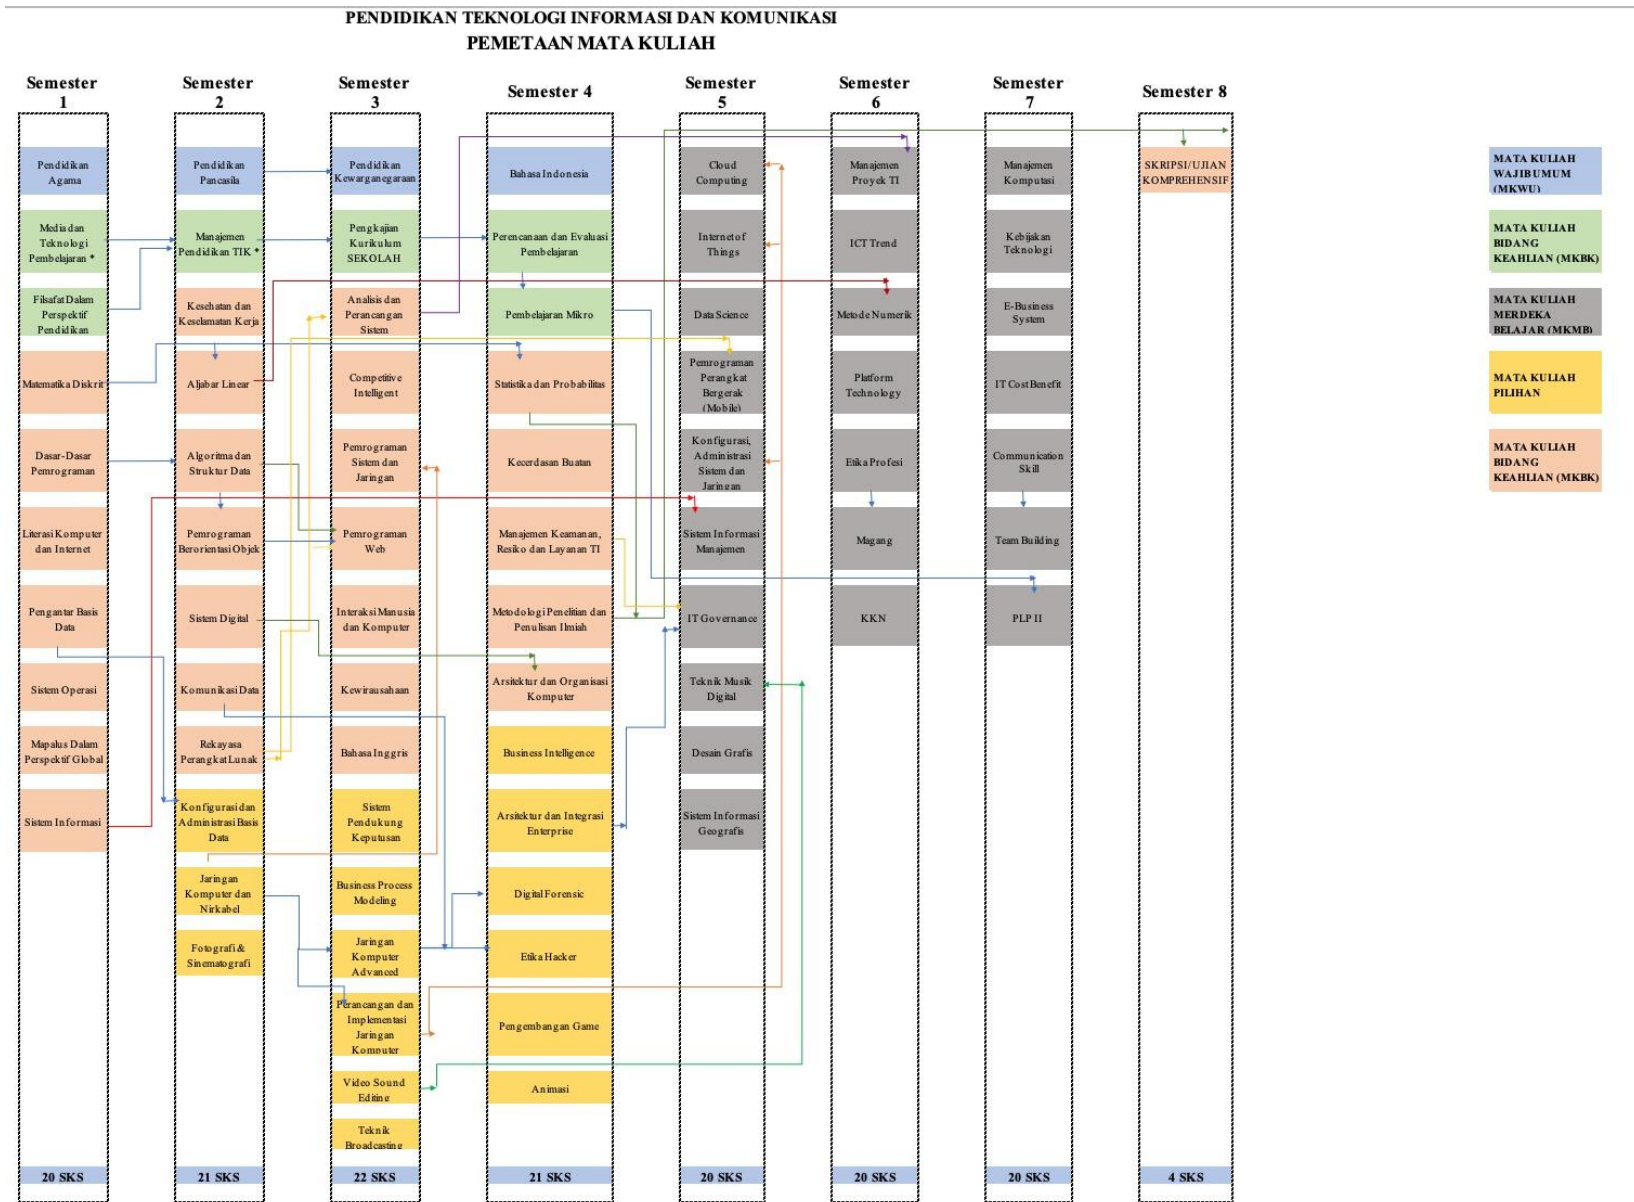 PENDIDIKAN TEKNOLOGI INFORMASI DAN KOMUNIKASI
PEMETAAN MATA KULIAH
Semester
1
Pendidikan
Agama
Media dan
Teknologi
Pembelajaran *
Filsafat Dalam
Perspektif
Pendidikan
Matematika Diskrit
Dasar-Dasar
Pemrograman
Literasi Komputer
dan Internet
Pengantar Basis
Data
Sistem Operasi
Mapalus Dalam
Perspektif Global
Sistem Informasi
20 SKS
Semester
2
Pendidikan
Pancasila
Manajemen
Pendidikan TIK *
Kesehatan dan
Keselamatan Kerja
Aljabar Linear
Algoritma dan
Struktur Data
Pemrograman
Berorientasi Objek
Sistem Digital
Komunikasi Data
Rekayasa
Perangkat Lunak
Konfigurasi dan
Administrasi Basis
Data
Jaringan
Komputer dan
Nirkabel
Fotografi &
Sinematografi
21 SKS
Semester
3
Pendidikan
Kewarganegaraan
Pengkajian
Kurikulum
SEKOLAH
Analisis dan
Perancangan
Sistem
Competitive
Intelligent
Pemrograman
Sistem dan
Jaringan
Pemrograman
Web
Interaksi Manusia
dan Komputer
Kewirausahaan
Bahasa Inggris
Sistem
Pendukung
Keputusan
Business Process
Modeling
Jaringan
Komputer
Advanced
Perancangan dan
Implementasi
Jaringan
Komputer
Video Sound
Editing
Teknik
Broadcasting
22 SKS
Semester 4
Bahasa Indonesia
Perencanaan dan Evaluasi
Pembelajaran
Pembelajaran Mikro
Statistika dan Probabilitas
Kecerdasan Buatan
Manajemen Keamanan,
Resiko dan Layanan TI
Metodologi Penelitian dan
Penulisan Ilmiah
Arsitektur dan Organisasi
Komputer
Business Intelligence
Arsitektur dan Integrasi
Enterprise
Digital Forensic
Etika Hacker
Pengembangan Game
Animasi
21 SKS
Semester
5
Cloud
Computing
Internet of
Things
Data Science
Pemrograman
Perangkat
Bergerak
(Mobile)
Konfigurasi,
Administrasi
Sistem dan
Jaringan
Sistem Informasi
Manajemen
IT Governance
Teknik Musik
Digital
Desain Grafis
Sistem Informasi
Geografis
20 SKS
Semester
6
Manajemen
Proyek TI
ICT Trend
Metode Numerik
Platform
Technology
Etika Profesi
Magang
KKN
20 SKS
Semester
7
Manajemen
Komputasi
Kebijakan
Teknologi
E-Business
System
IT Cost Benefit
Communication
Skill
Team Building
PLP II
20 SKS
Semester 8
SKRIPSI/UJIAN
KOMPREHENSIF
4 SKS
MATA KULIAH
WAJIB UMUM
(MKWU)
MATA KULIAH
BIDANG
KEAHLIAN (MKBK)
MATA KULIAH
MERDEKA
BELAJAR (MKMB)
MATA KULIAH
PILIHAN
MATA KULIAH
BIDANG
KEAHLIAN (MKBK)